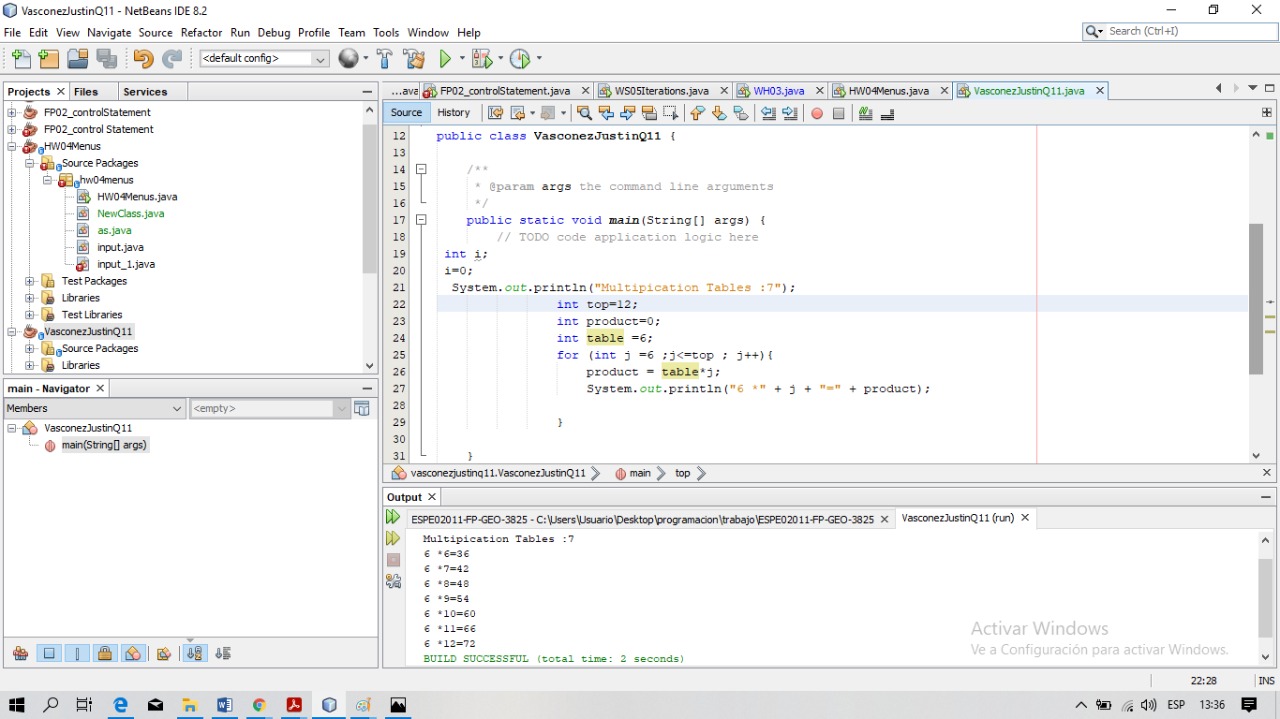 VasconezJustinQ11 - NetBeans IDE 8.2
File Edit View Navigate Source Refactor Run Debug Profile Team Tools Window Help
Search (Ctrl+I)
<default config>
Projects Files Services
FP02_controlStatement
FP02_control Statement
HW04Menus
Source Packages
hw04menus
HW04Menus.java
NewClass.java
as.java
input.java
input_1.java
Test Packages
Libraries
Test Libraries
VasconezJustinQ11
Source Packages
Libraries
main - Navigator
Members <empty>
VasconezJustinQ11
main(String[] args)
...ava FP02_controlStatement.java WS05Iterations.java WH03.java HW04Menus.java VasconezJustinQ11.java
Source History
12 public class VasconezJustinQ11 {
13
14 /**
15 * @param args the command line arguments
16 */
17 public static void main(String[] args) {
18 // TODO code application logic here
19 int i;
20 i=0;
21 System.out.println("Multipication Tables :7");
22 int top=12;
23 int product=0;
24 int table =6;
25 for (int j =6 ;j<=top ; j++){
26 product = table*j;
27 System.out.println("6 *" + j + "=" + product);
28
29 }
30
31 }
vasconezjustinq11.VasconezJustinQ11 main top
Output
ESPE02011-FP-GEO-3825 - C:\Users\Usuario\Desktop\programacion\trabajo\ESPE02011-FP-GEO-3825 VasconezJustinQ11 (run)
Multipication Tables :7
6 *6=36
6 *7=42
6 *8=48
6 *9=54
6 *10=60
6 *11=66
6 *12=72
BUILD SUCCESSFUL (total time: 2 seconds)
Activar Windows
Ve a Configuración para activar Windows.
22:28 INS
ESP 13:36